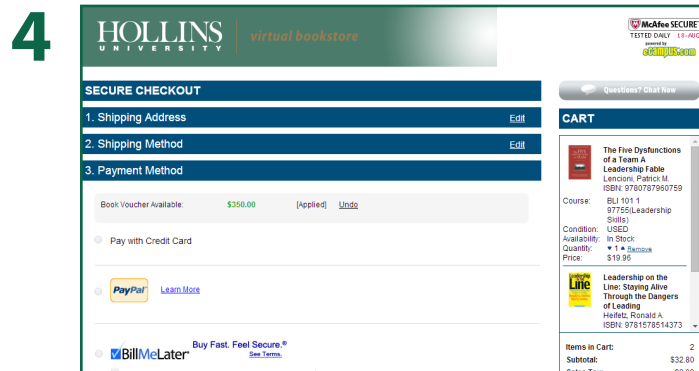 4
HOLLINS
UNIVERSITY
virtual bookstore
McAfee SECURE
TESTED DAILY 18-AUG
powered by
eCAMPUS.com
SECURE CHECKOUT
1. Shipping Address Edit
2. Shipping Method Edit
3. Payment Method
Book Voucher Available: $350.00 [Applied] Undo
Pay with Credit Card
PayPal Learn More
BillMeLater Buy Fast. Feel Secure.®
See Terms.
Questions? Chat Now
CART
The Five Dysfunctions
of a Team A
Leadership Fable
Lencioni, Patrick M.
ISBN: 9780787960759
Course: BLI 101 1
97755(Leadership
Skills)
Condition: USED
Availability: In Stock
Quantity: 1 Remove
Price: $19.96
Leadership
Line
Leadership on the
Line: Staying Alive
Through the Dangers
of Leading
Heifetz, Ronald A.
ISBN: 9781578514373
Items in Cart: 2
Subtotal: $32.80